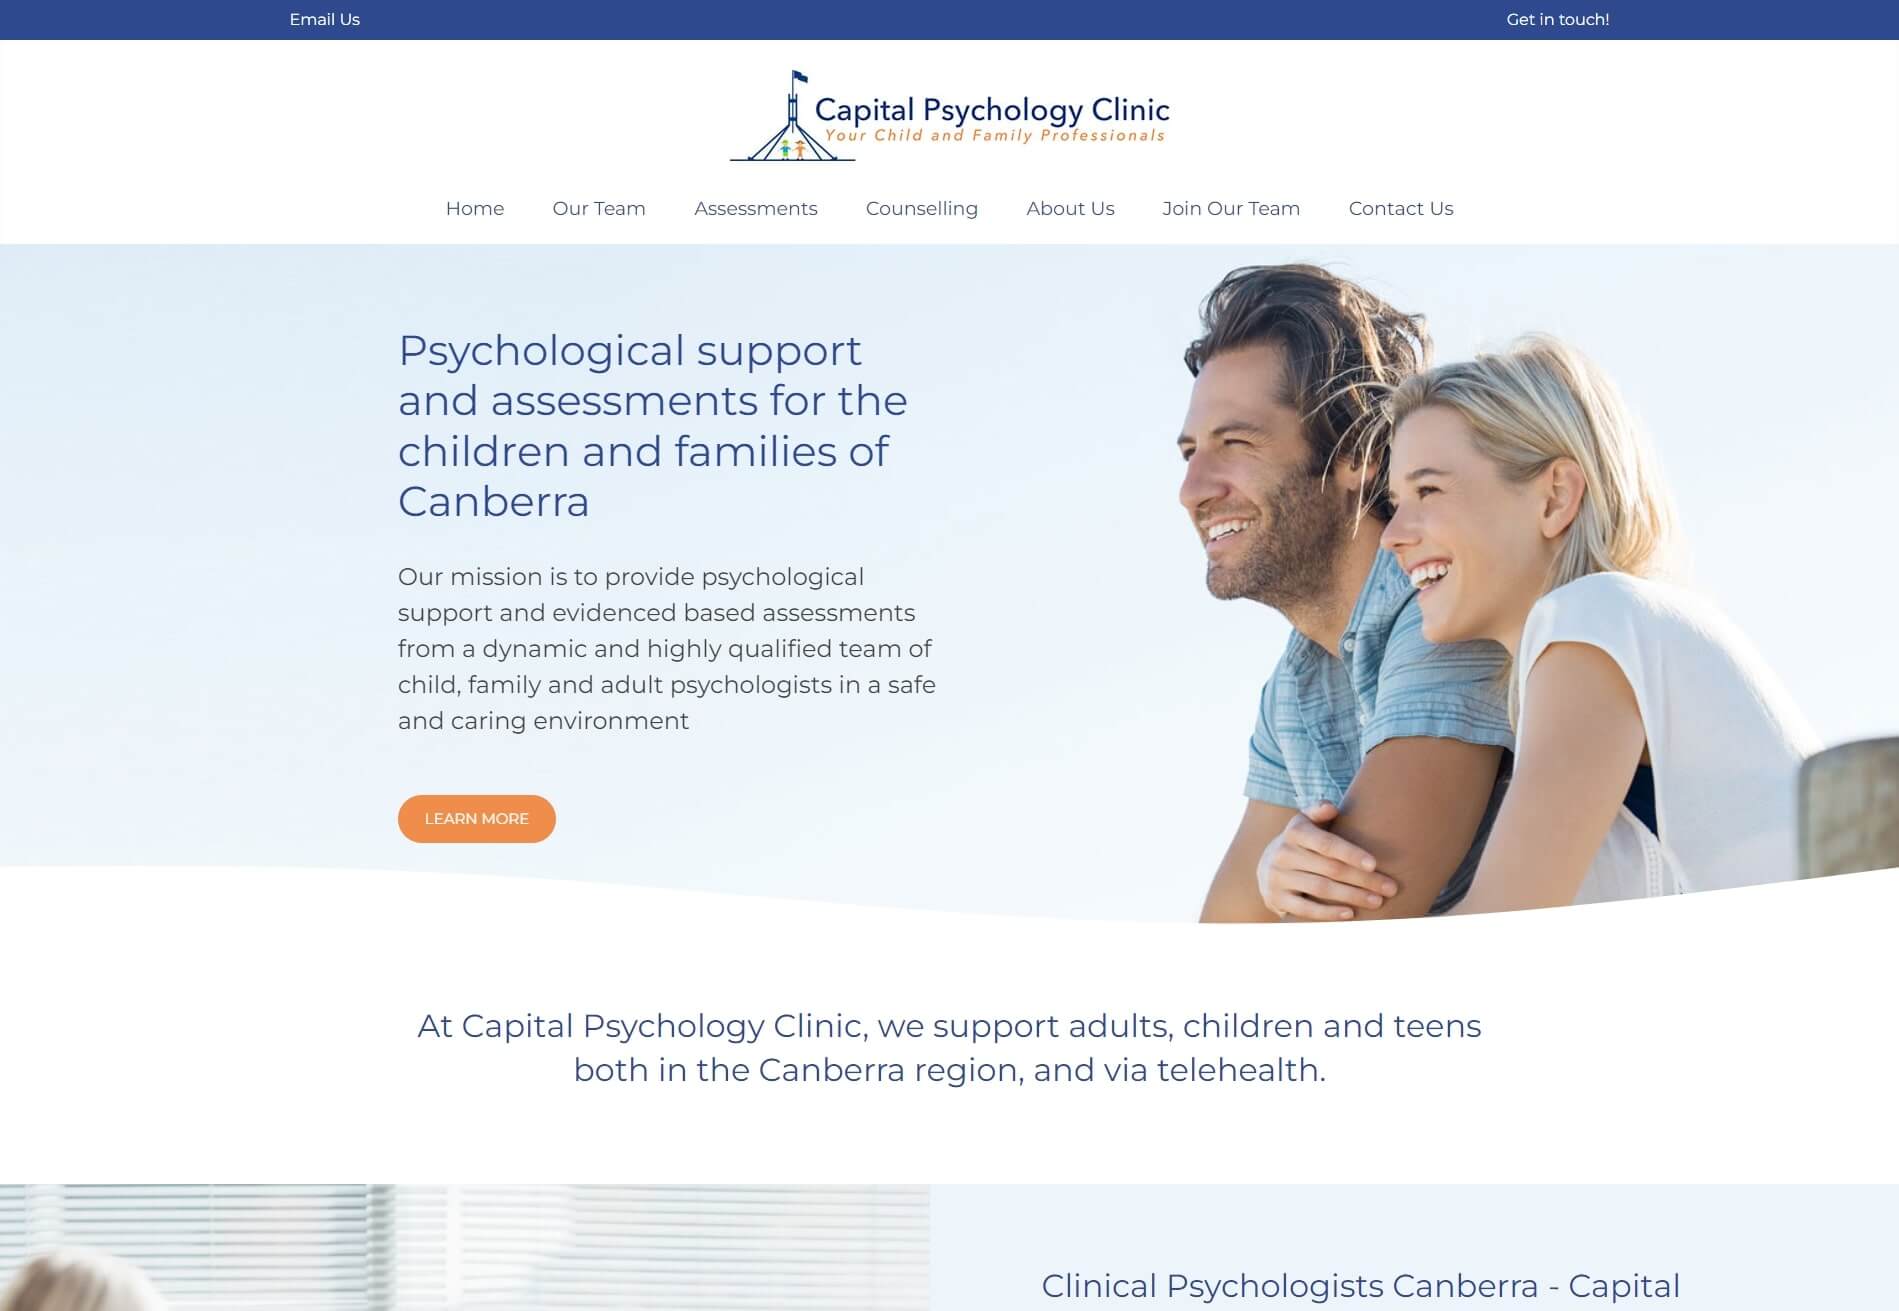 Email Us
Get in touch!
Capital Psychology Clinic
Your Child and Family Professionals
Home
Our Team
Assessments
Counselling
About Us
Join Our Team
Contact Us
Psychological support
and assessments for the
children and families of
Canberra
Our mission is to provide psychological
support and evidenced based assessments
from a dynamic and highly qualified team of
child, family and adult psychologists in a safe
and caring environment
LEARN MORE
At Capital Psychology Clinic, we support adults, children and teens
both in the Canberra region, and via telehealth.
Clinical Psychologists Canberra - Capital